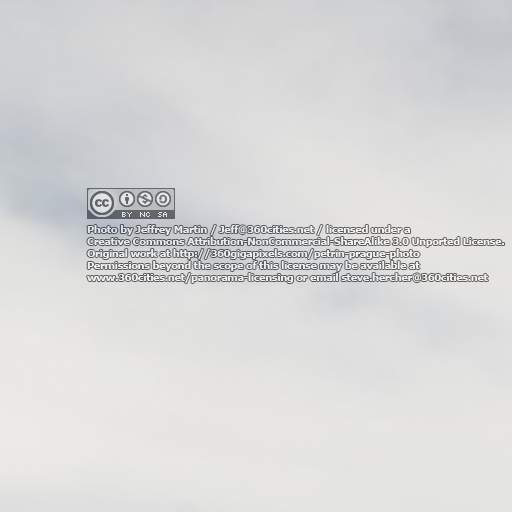 cc BY NC SA
Photo by Jeffrey Martin / Jeff@360cities.net / licensed under a
Creative Commons Attribution-NonCommercial-ShareAlike 3.0 Unported License.
Original work at http://360gigapixels.com/petrin-prague-photo
Permissions beyond the scope of this license may be available at
www.360cities.net/panorama-licensing or email steve.hercher@360cities.net